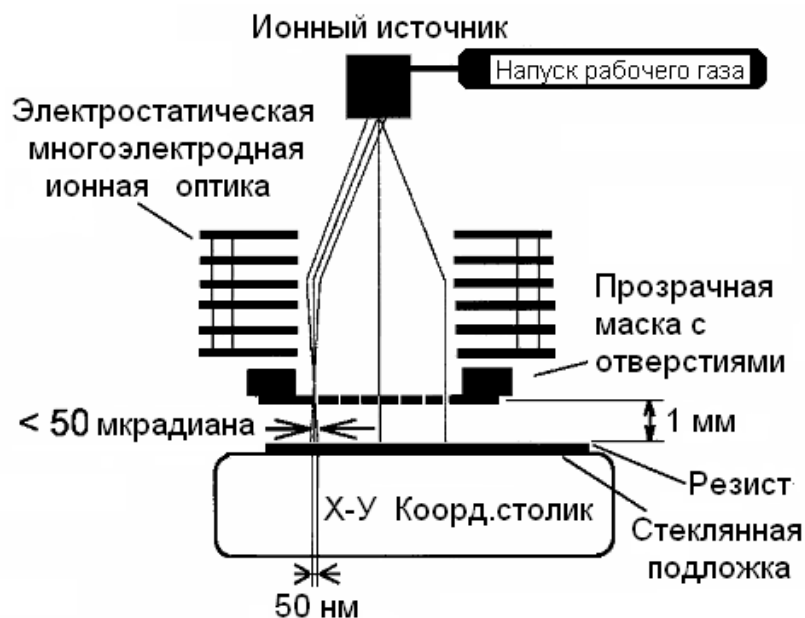 Ионный источник
Напуск рабочего газа
Электростатическая
многоэлектродная
ионная оптика
Прозрачная
маска с
отверстиями
< 50 мкрадиана
1 мм
Резист
Х-У Коорд.столик
Стеклянная
подложка
50 нм